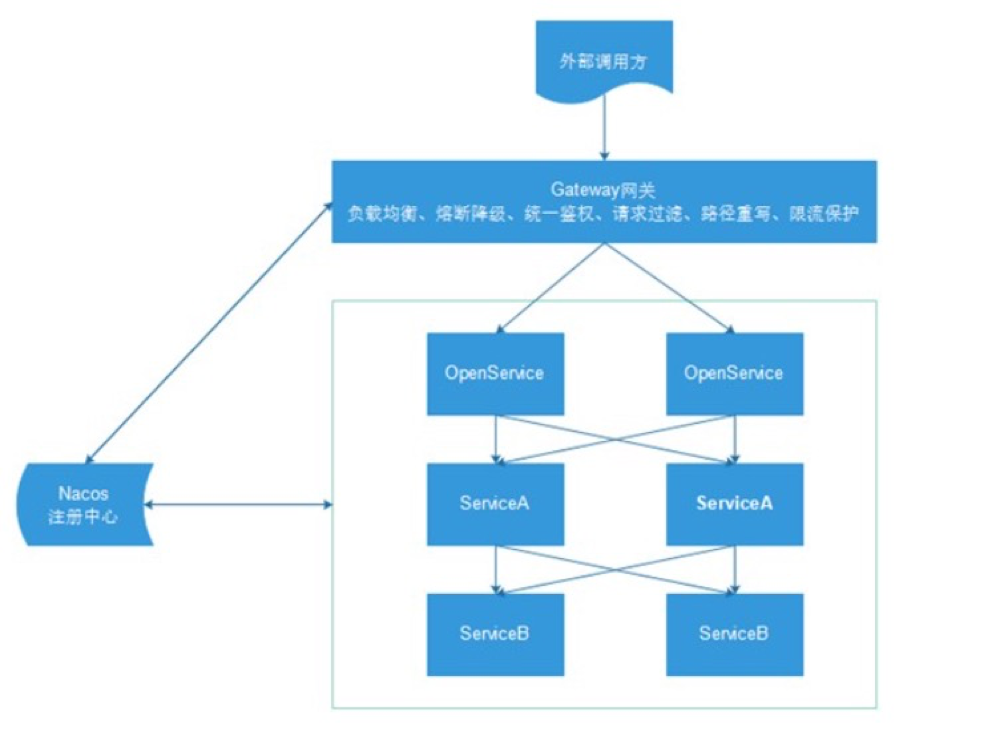 外部调用方
Gateway网关
负载均衡、熔断降级、统一鉴权、请求过滤、路径重写、限流保护
OpenService
OpenService
Nacos
注册中心
ServiceA
ServiceA
ServiceB
ServiceB